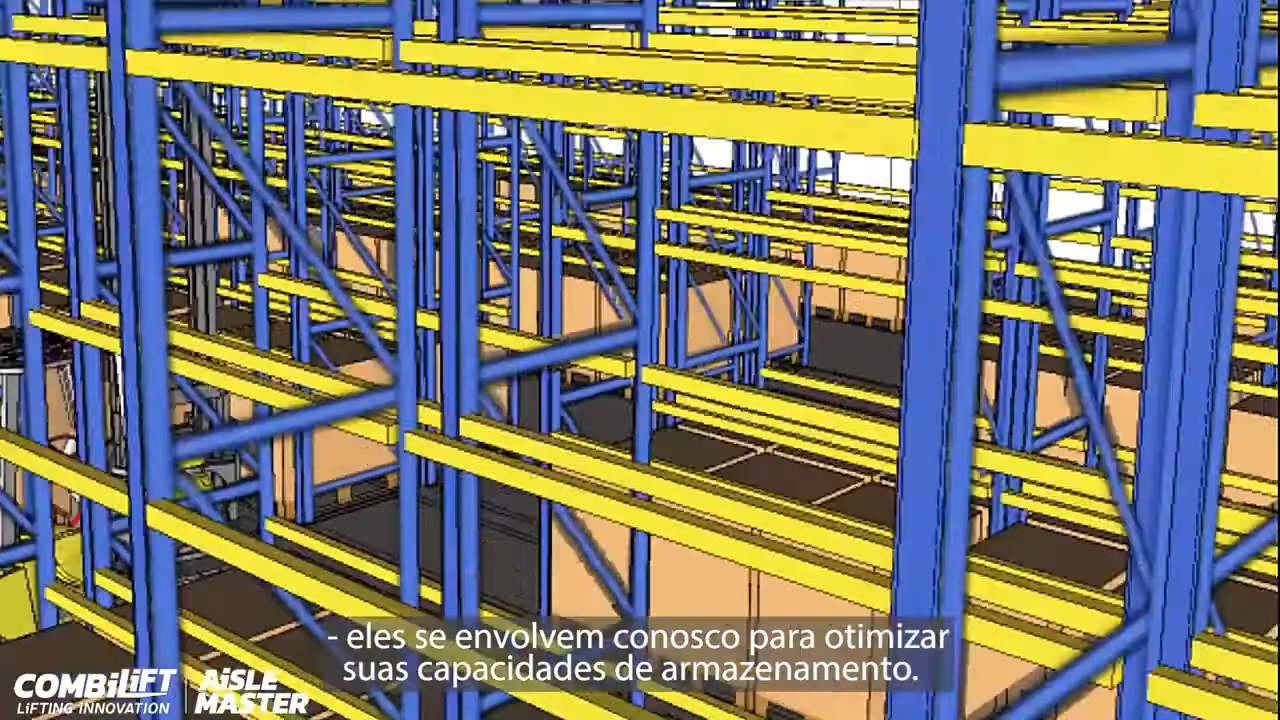 - eles se envolvem conosco para otimizar
suas capacidades de armazenamento.
COMBiLiFT
LiFTING INNOVATION
AiSLE
MASTER